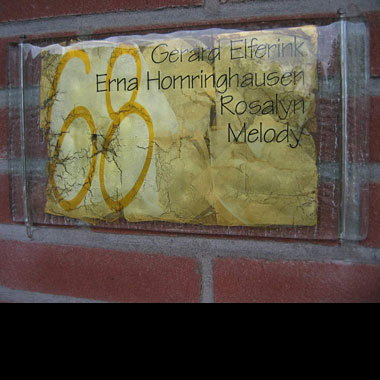 68
Gerard Elferink
Erna Homringhausen
Rosalyn
Melody